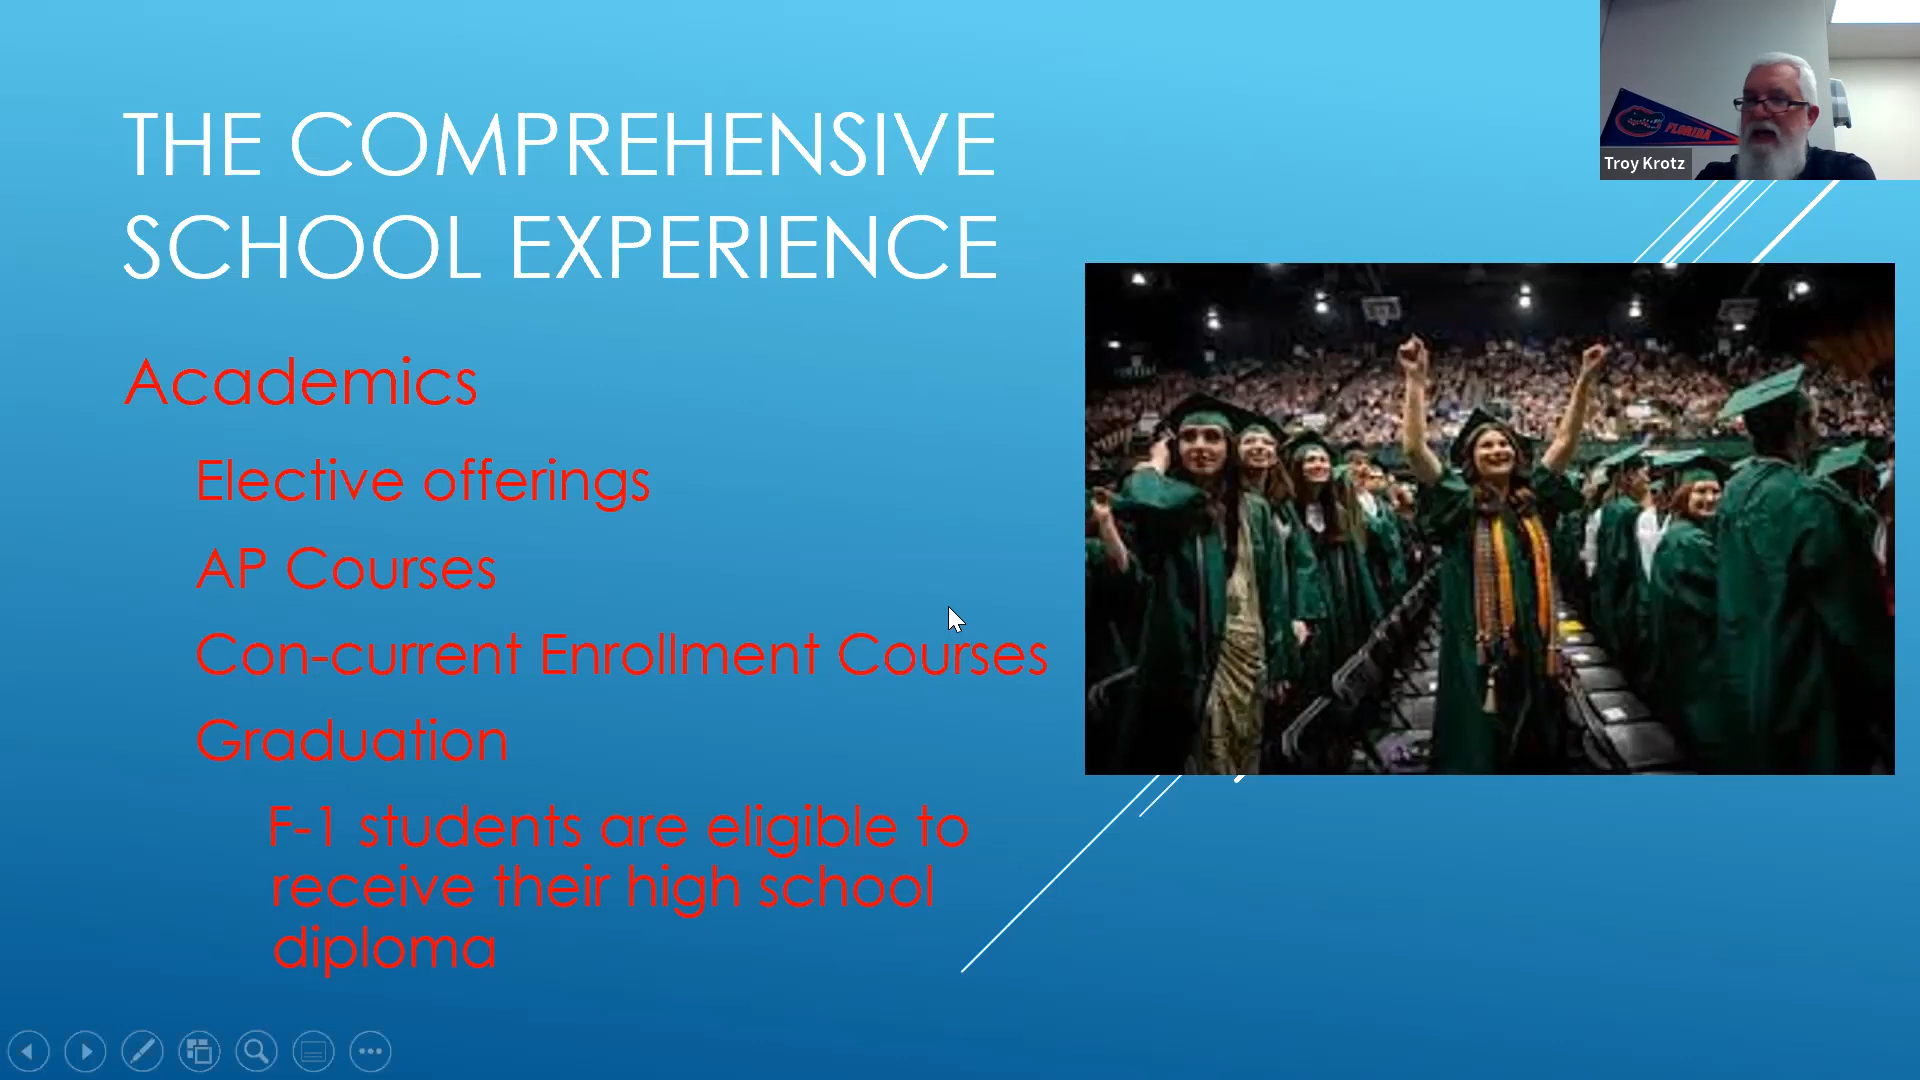 THE COMPREHENSIVE
SCHOOL EXPERIENCE
Academics
Elective offerings
AP Courses
Con-current Enrollment Courses
Graduation
F-1 students are eligible to
receive their high school
diploma
FLORIDA
Troy Krotz